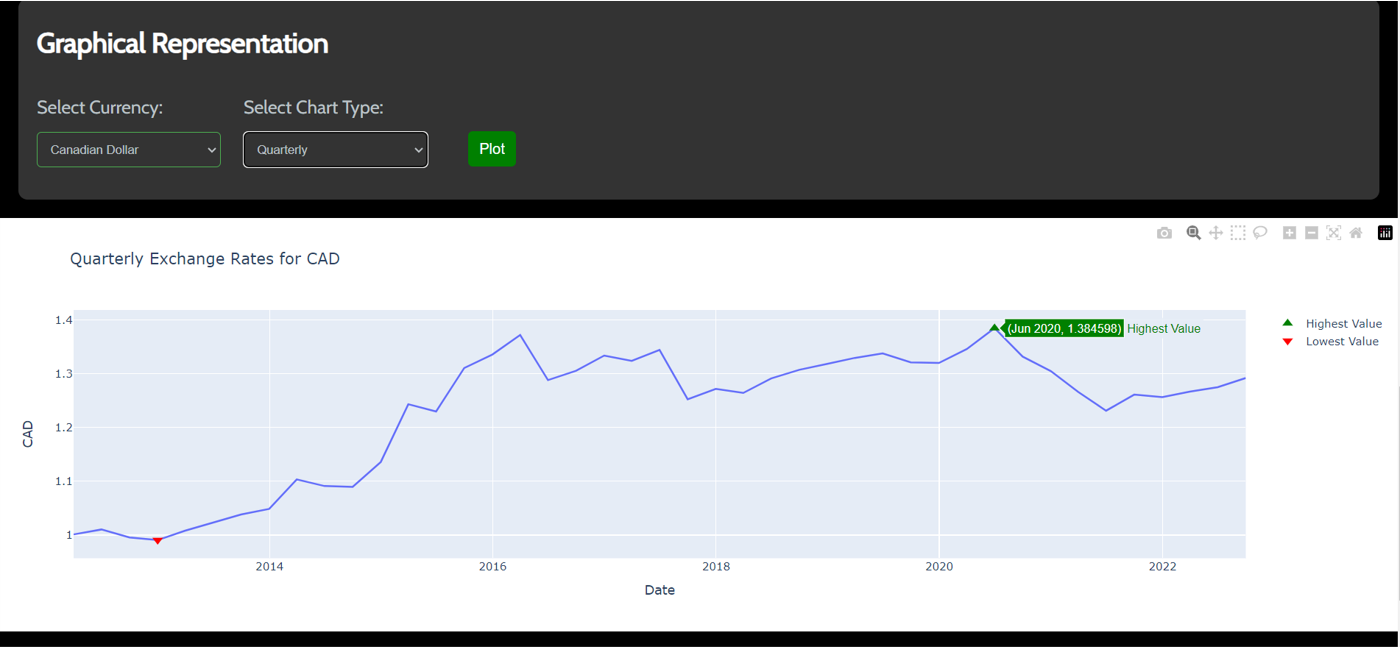 Graphical Representation
Select Currency: Select Chart Type:
Canadian Dollar Quarterly Plot
Quarterly Exchange Rates for CAD
1.4
1.3
1.2
1.1
1
CAD
(Jun 2020, 1.384598) Highest Value
Highest Value
Lowest Value
2014 2016 2018 2020 2022
Date